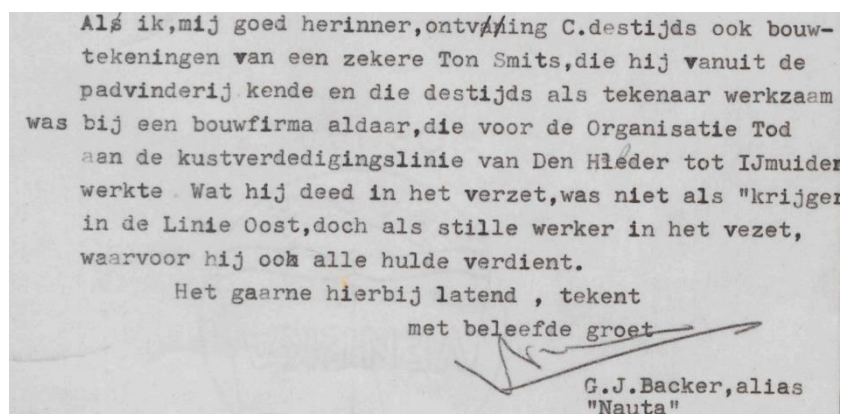 Als ik,mij goed herinner,ontving C.destijds ook bouw-
tekeningen van een zekere Ton Smits,die hij vanuit de
padvinderij kende en die destijds als tekenaar werkzaam
was bij een bouwfirma aldaar,die voor de Organisatie Tod
aan de kustverdedigingslinie van Den Hleder tot IJmuiden
werkte Wat hij deed in het verzet,was niet als "krijger
in de Linie Oost,doch als stille werker in het vezet,
waarvoor hij ook alle hulde verdient.
Het gaarne hierbij latend , tekent
met beleefde groet
G.J.Backer,alias
"Nauta"